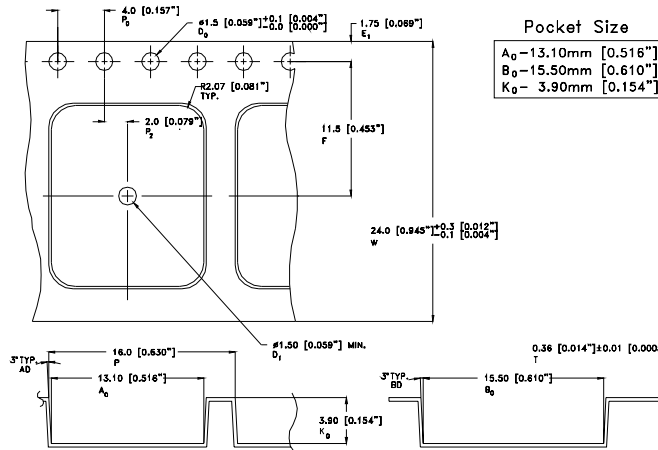 4.0 [0.157"]
P0
ø1.5 [0.059"] +0.1 [0.004"]
-0.0 [0.000"]
D0
1.75 [0.069"]
E1
Pocket Size
A0-13.10mm [0.516"]
B0-15.50mm [0.610"]
K0- 3.90mm [0.154"]
R2.07 [0.081"]
TYP.
2.0 [0.079"]
P2
11.5 [0.453"]
F
24.0 [0.945"] +0.3 [0.012"]
-0.1 [0.004"]
W
ø1.50 [0.059"] MIN.
D1
16.0 [0.630"]
P
3° TYP.
AD
13.10 [0.516"]
A0
3.90 [0.154"]
K0
3° TYP.
BD
15.50 [0.610"]
B0
0.36 [0.014"]±0.01 [0.000
T